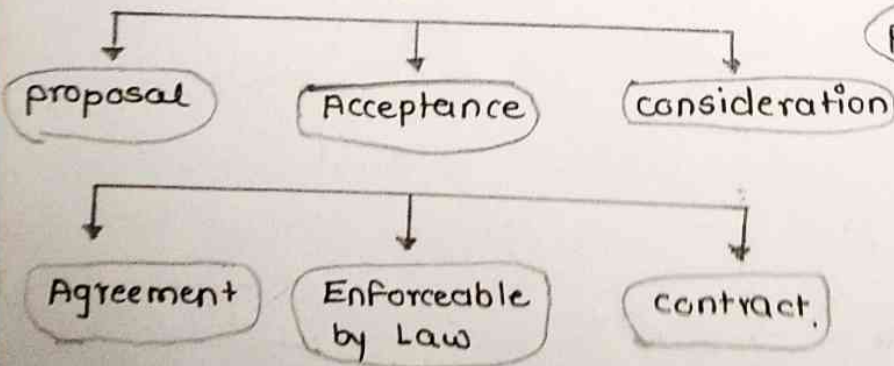 proposal Acceptance consideration
Agreement Enforceable contract.
by Law